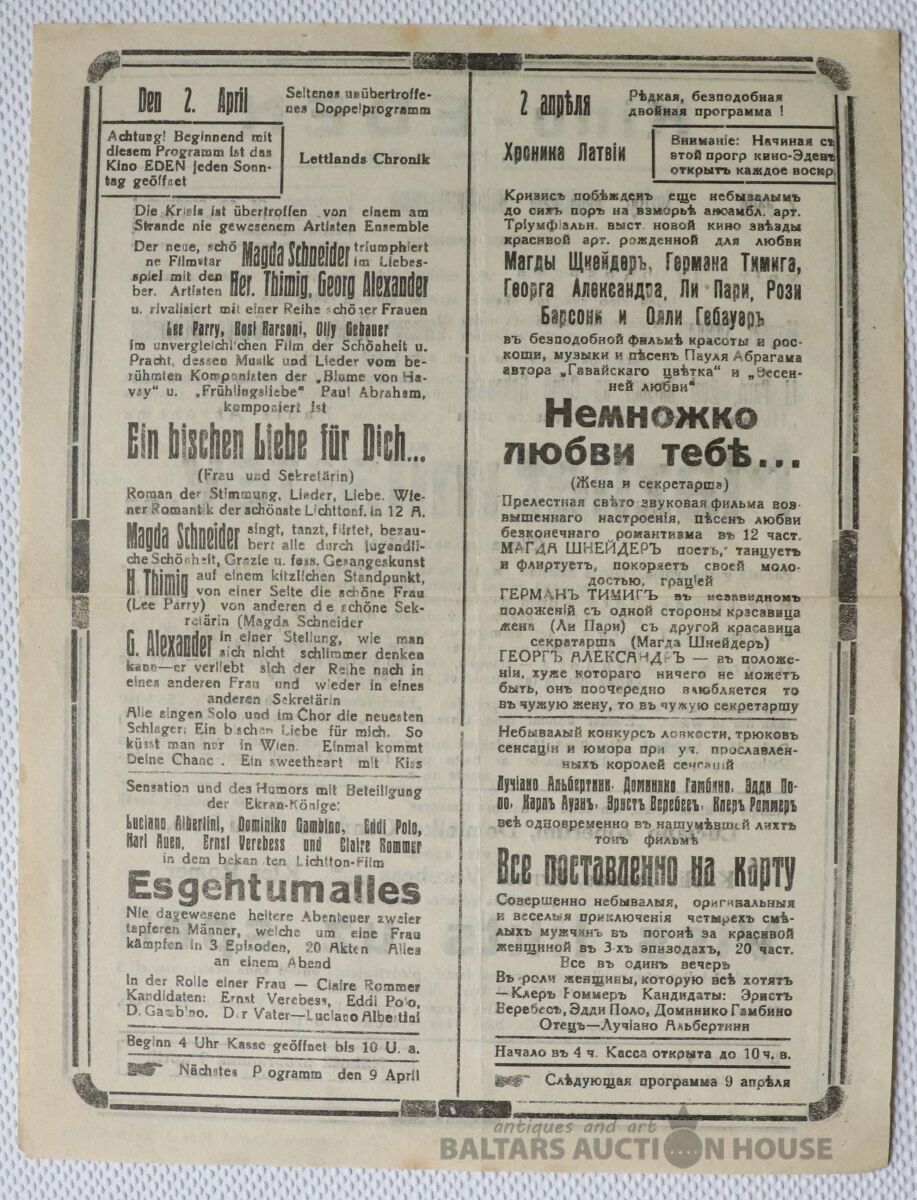 Den 2. April
Seltenes unübertroffe-
nes Doppelprogramm
Achtung! Beginnend mit
diesem Programm ist das
Kino EDEN jeden Sonn-
tag geöffnet
Lettlands Chronik
Die Krisis ist übertroffen von einem am
Strande nie gewesenem Artisten Ensemble
Der neue, schö
ne Filmstar Magda Schneider triumphiert
im Liebes-
spiel mit den
ber. Artisten Her. Thimig, Georg Alexander
u. rivalisiert mit einer Reihe schöner Frauen
Lee Parry, Rosi Barsoni, Olly Gebauer
im unvergleichlichen Film der Schönheit u.
Pracht, dessen Musik und Lieder vom be-
rühmten Komponisten der „Blume von Ha-
vay" u. „Frühlingsliebe" Paul Abraham,
komponiert ist
Ein bischen Liebe für Dich...
(Frau und Sekretärin)
Roman der Stimmung, Lieder, Liebe. Wie-
ner Romantik der schönste Lichttonf. in 12 A.
Magda Schneider singt, tanzt, flirtet, bezau-
bert alle durch jugendli-
che Schönheit, Grazie u. fess. Gesangeskunst
H. Thimig auf einem kitzlichen Standpunkt,
von einer Seite die schöne Frau
(Lee Parry) von anderen d e schöne Sek-
retärin (Magda Schneider
G. Alexander in einer Stellung, wie man
sich nicht schlimmer denken
kann—er verliebt sich der Reihe nach in
eines anderen Frau und wieder in eines
anderen Sekretärin
Alle singen Solo und im Chor die neuesten
Schlager: Ein bischen Liebe für mich. So
küsst man nur in Wien. Einmal kommt
Deine Chanc . Ein sweetheart mit Kiss
Sensation und des Humors mit Beteiligung
der Ekran-Könige:
Luciano Albertini, Dominiko Gambino, Eddi Polo,
Karl Auen, Ernst Verebess und Claire Rommer
in dem bekan ten Lichtton-Film
Esgehtumalles
Nie dagewesene heitere Abenteuer zweier
tapferen Männer, welche um eine Frau
kämpfen in 3 Episoden, 20 Akten Alles
an einem Abend
In der Rolle einer Frau — Claire Rommer
Kandidaten: Ernst Verebess, Eddi Polo,
D. Gambino. D.r Vater—Luciano Albertini
Beginn 4 Uhr Kasse geöffnet bis 10 U. a.
Nächstes P ogramm den 9 April
2 апрѣля
Рѣдкая, безподобная
двойная программа !
Хроника Латвіи
Вниманіе: Начиная съ
этой прогр кино-Эденъ
открытъ каждое воскр.
Кризисъ побѣжденъ еще небывалымъ
до сихъ поръ на взморьѣ ансамбл. арт.
Тріумфальн. выст. новой кино звѣзды
красивой арт. рожденной для любви
Магды Шнейдеръ, Германа Тимига,
Георга Александра, Ли Пари, Рози
Барсони и Олли Гебауаръ
въ безподобной фильмѣ красоты и рос-
коши, музыки и пѣсенъ Пауля Абрагама
автора „Гавайскаго цвѣтка" и „Весен-
ней любви"
Немножко
любви тебѣ...
(Жена и секретарша)
Прелестная свѣто-звуковая фильма воз-
вышеннаго настроенія, пѣсенъ любви
безконечнаго романтизма въ 12 част.
МАГДА ШНЕЙДЕРЪ поетъ, танцуетъ
и флиртуетъ, покоряетъ своей моло-
достью, граціей
ГЕРМАНЪ ТИМИГЪ въ незавидномъ
положеніи съ одной стороны красавица
жена (Ли Пари) съ другой красавица
секратарша (Магда Шнейдеръ)
ГЕОРГЪ АЛЕКСАНДРЪ — въ положе-
ніи, хуже котораго ничего не можетъ
быть, онъ поочередно влюбляется то
въ чужую жену, то въ чужую секретаршу
Небывалый конкурсъ ловкости, трюковъ
сенсаціи и юмора при уч. прославлен-
ныхъ королей сенсацій
Лучіано Альбертини, Доминико Гамбино, Эдди По-
ло, Карлъ Ауэнъ, Эрнстъ Веребесъ, Клеръ Роммеръ
всѣ одновременно въ нашумѣвшей лихт
тонъ фильмѣ
Все поставленно на карту
Совершенно небывалыя, оригинальныя
и веселыя приключенія четырехъ смѣ-
лыхъ мужчинъ въ погонѣ за красивой
женщиной въ 3-хъ эпизодахъ, 20 част.
Все въ одинъ вечеръ
Въ роли женщины, которую всѣ хотятъ
—Клеръ Роммеръ Кандидаты: Эристъ
Веребесъ, Эдди Поло, Доминико Гамбино
Отецъ—Лучіано Альбертини
Начало въ 4 ч. Касса открыта до 10 ч. в.
Слѣдующая программа 9 апрѣля
antiques and art
BALTARS AUCTION HOUSE